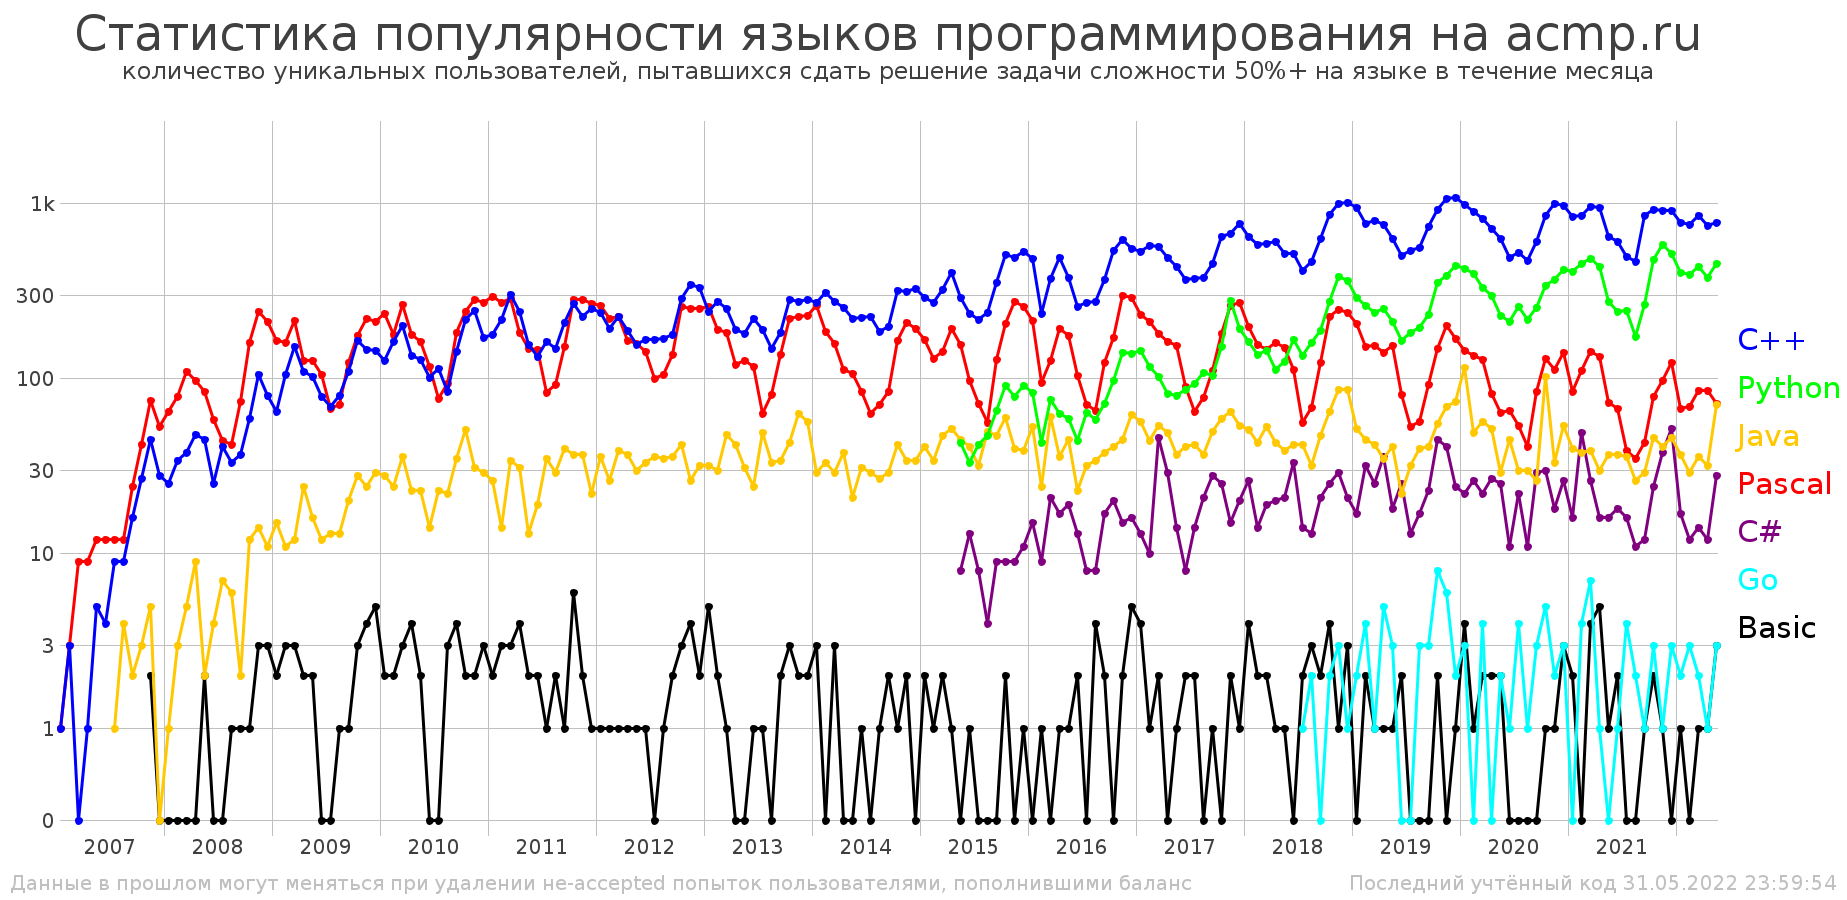 Статистика популярности языков программирования на acmp.ru
количество уникальных пользователей, пытавшихся сдать решение задачи сложности 50%+ на языке в течение месяца
1k
300
100
30
10
3
1
0
C++
Python
Java
Pascal
C#
Go
Basic
2007 2008 2009 2010 2011 2012 2013 2014 2015 2016 2017 2018 2019 2020 2021
Данные в прошлом могут меняться при удалении не-accepted попыток пользователями, пополнившими баланс
Последний учтённый код 31.05.2022 23:59:54